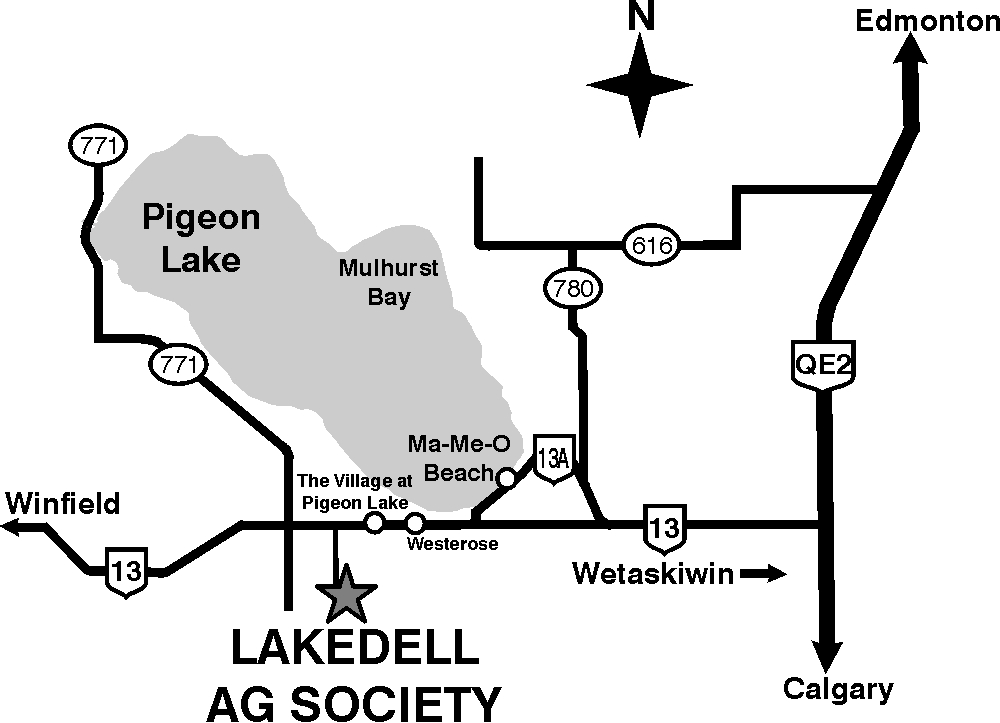 N
Edmonton
771
Pigeon
Lake
Mulhurst
Bay
616
780
QE2
771
Ma-Me-O
Beach
13A
The Village at
Pigeon Lake
Winfield
13
Westerose
13
Wetaskiwin
LAKEDELL
AG SOCIETY
Calgary